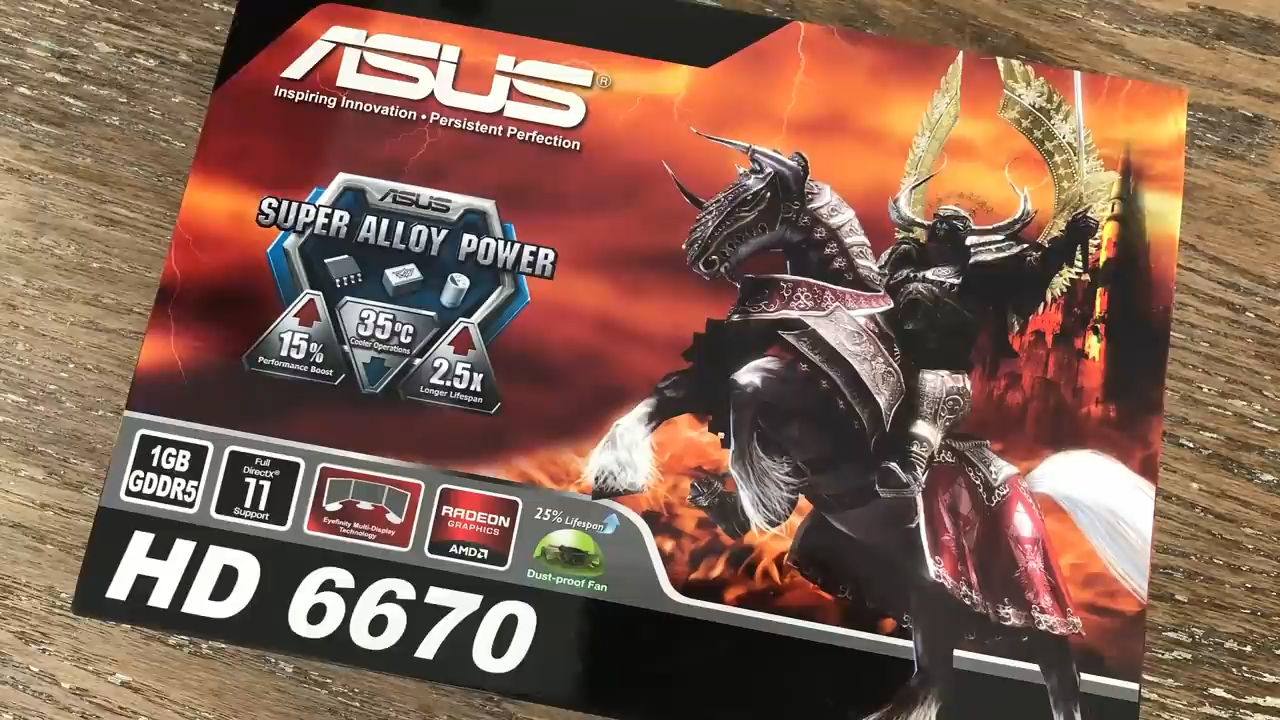 ASUS®
Inspiring Innovation • Persistent Perfection
ASUS
SUPER ALLOY POWER
15%
Performance Boost
35°C
Cooler Operations
2.5x
Longer Lifespan
1GB
GDDR5
Full
DirectX®
11
Support
Eyefinity Multi-Display
Technology
RADEON
GRAPHICS
AMD
25% Lifespan
Dust-proof Fan
HD 6670